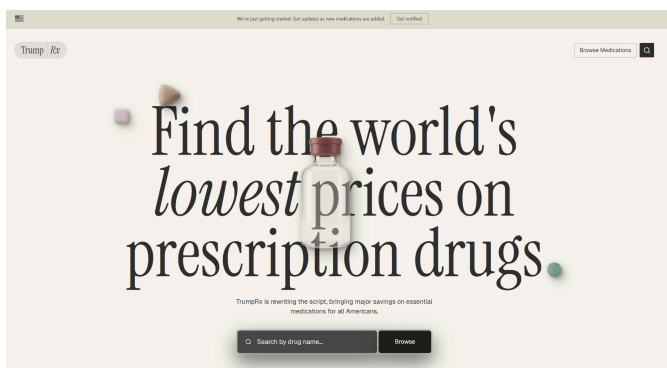 We're just getting started. Get updates as new medications are added. Get notified
Trump Rx
Browse Medications
Find the world's
lowest prices on
prescription drugs
TrumpRx is rewriting the script, bringing major savings on essential
medications for all Americans.
Search by drug name...
Browse